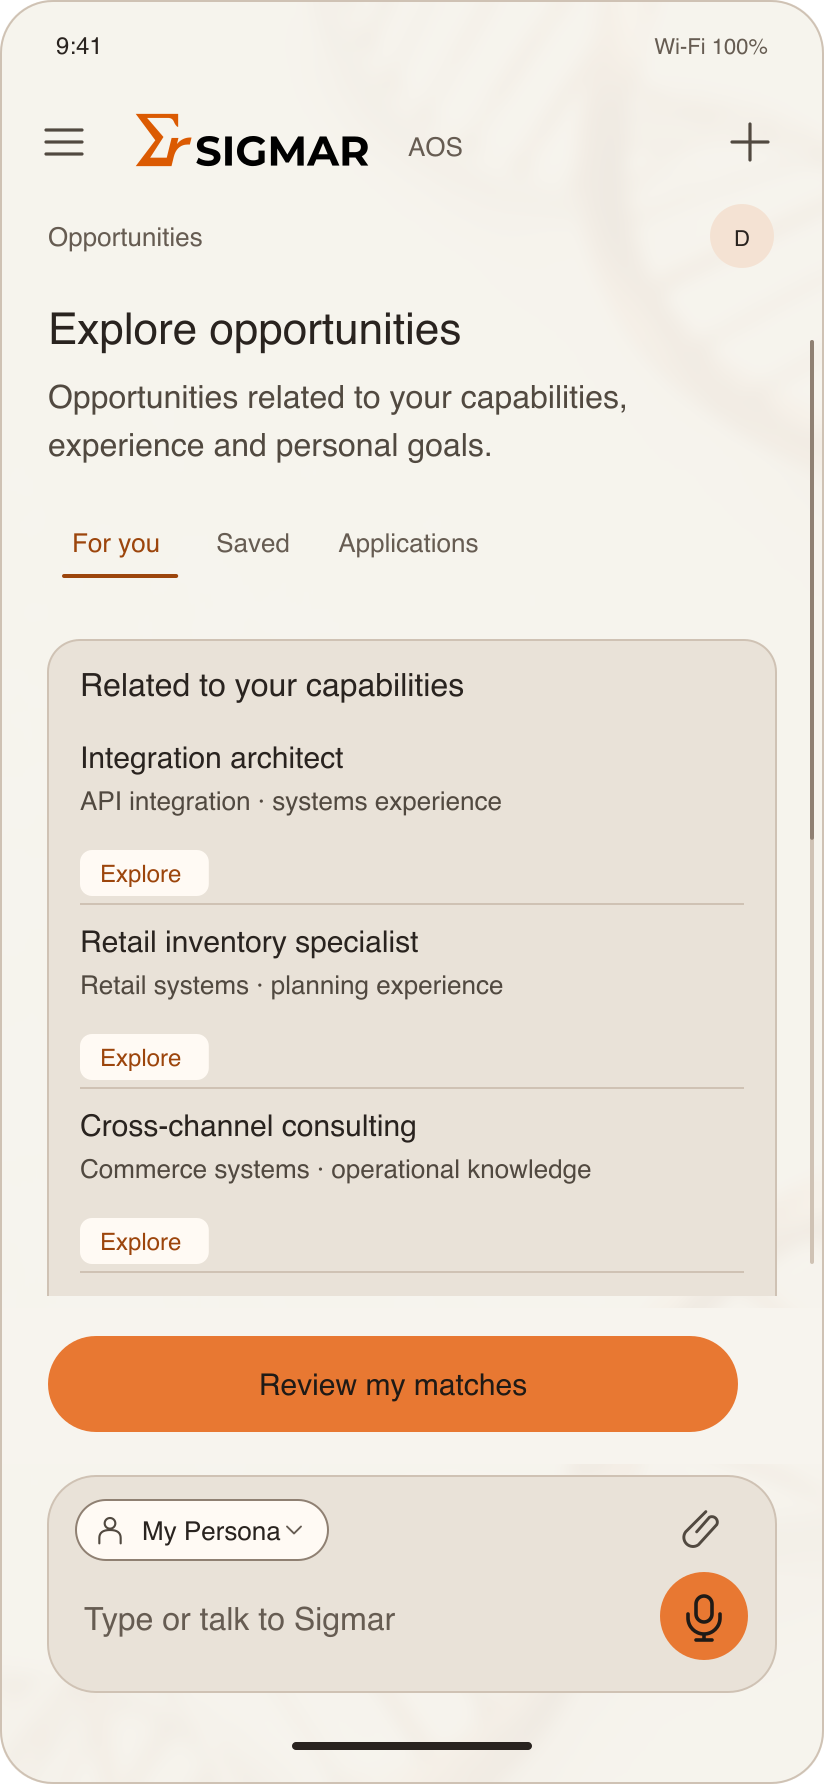 9:41
Wi-Fi 100%
Σr SIGMAR AOS
Opportunities
D
Explore opportunities
Opportunities related to your capabilities,
experience and personal goals.
For you Saved Applications
Related to your capabilities
Integration architect
API integration · systems experience
Explore
Retail inventory specialist
Retail systems · planning experience
Explore
Cross-channel consulting
Commerce systems · operational knowledge
Explore
Review my matches
My Persona
Type or talk to Sigmar